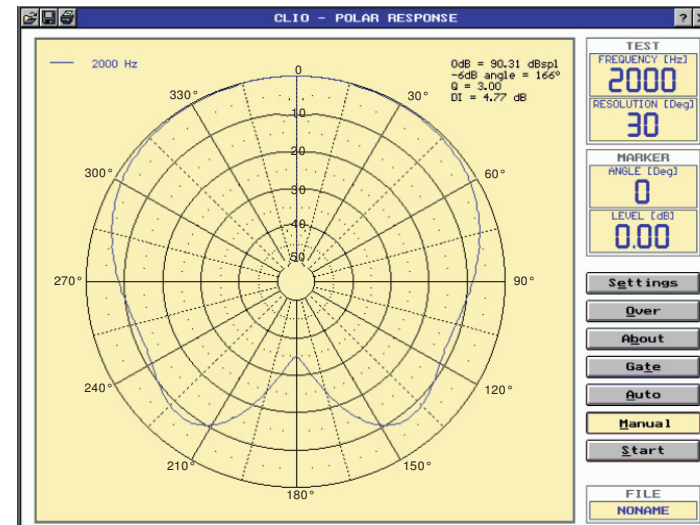 CLIO - POLAR RESPONSE
?
2000 Hz
0dB = 90.31 dBspl
-6dB angle = 166°
Q = 3.00
DI = 4.77 dB
0
330°
30°
10
20
300°
60°
30
40
50
270°
90°
240°
120°
210°
150°
180°
TEST
FREQUENCY [Hz]
2000
RESOLUTION [Deg]
30
MARKER
ANGLE [Deg]
0
LEVEL [dB]
0.00
Settings
Over
About
Gate
Auto
Manual
Start
FILE
NONAME